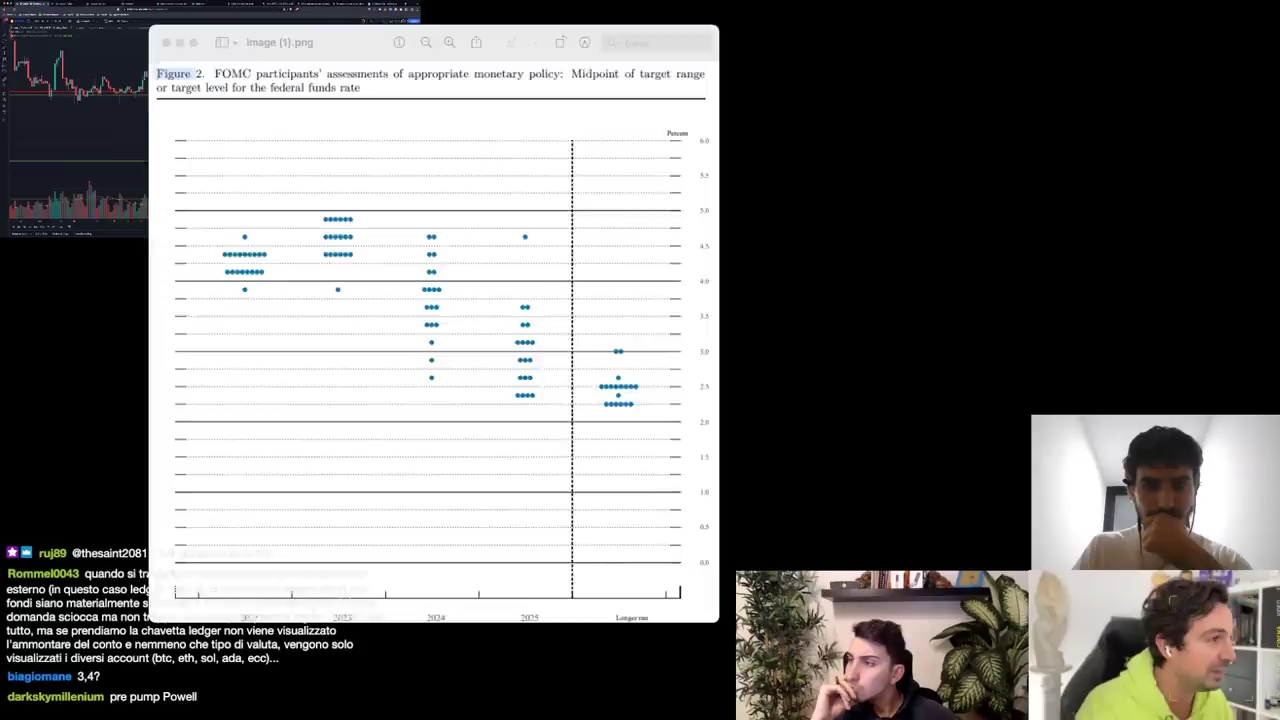 image (1).png
Figure 2. FOMC participants' assessments of appropriate monetary policy: Midpoint of target range
or target level for the federal funds rate
Percent
6.0
5.5
5.0
4.5
4.0
3.5
3.0
2.5
2.0
1.5
1.0
0.5
0.0
2023
2024
2025
Longer run
ruj89 @thesaint2081
Rommel0043 quando si tra
esterno (in questo caso ledg
fondi siano materialmente s
domanda sciocca ma non tr
tutto, ma se prendiamo la chavetta ledger non viene visualizzato
l'ammontare del conto e nemmeno che tipo di valuta, vengono solo
visualizzati i diversi account (btc, eth, sol, ada, ecc)...
biagiomane 3,4?
darkskymillenium pre pump Powell